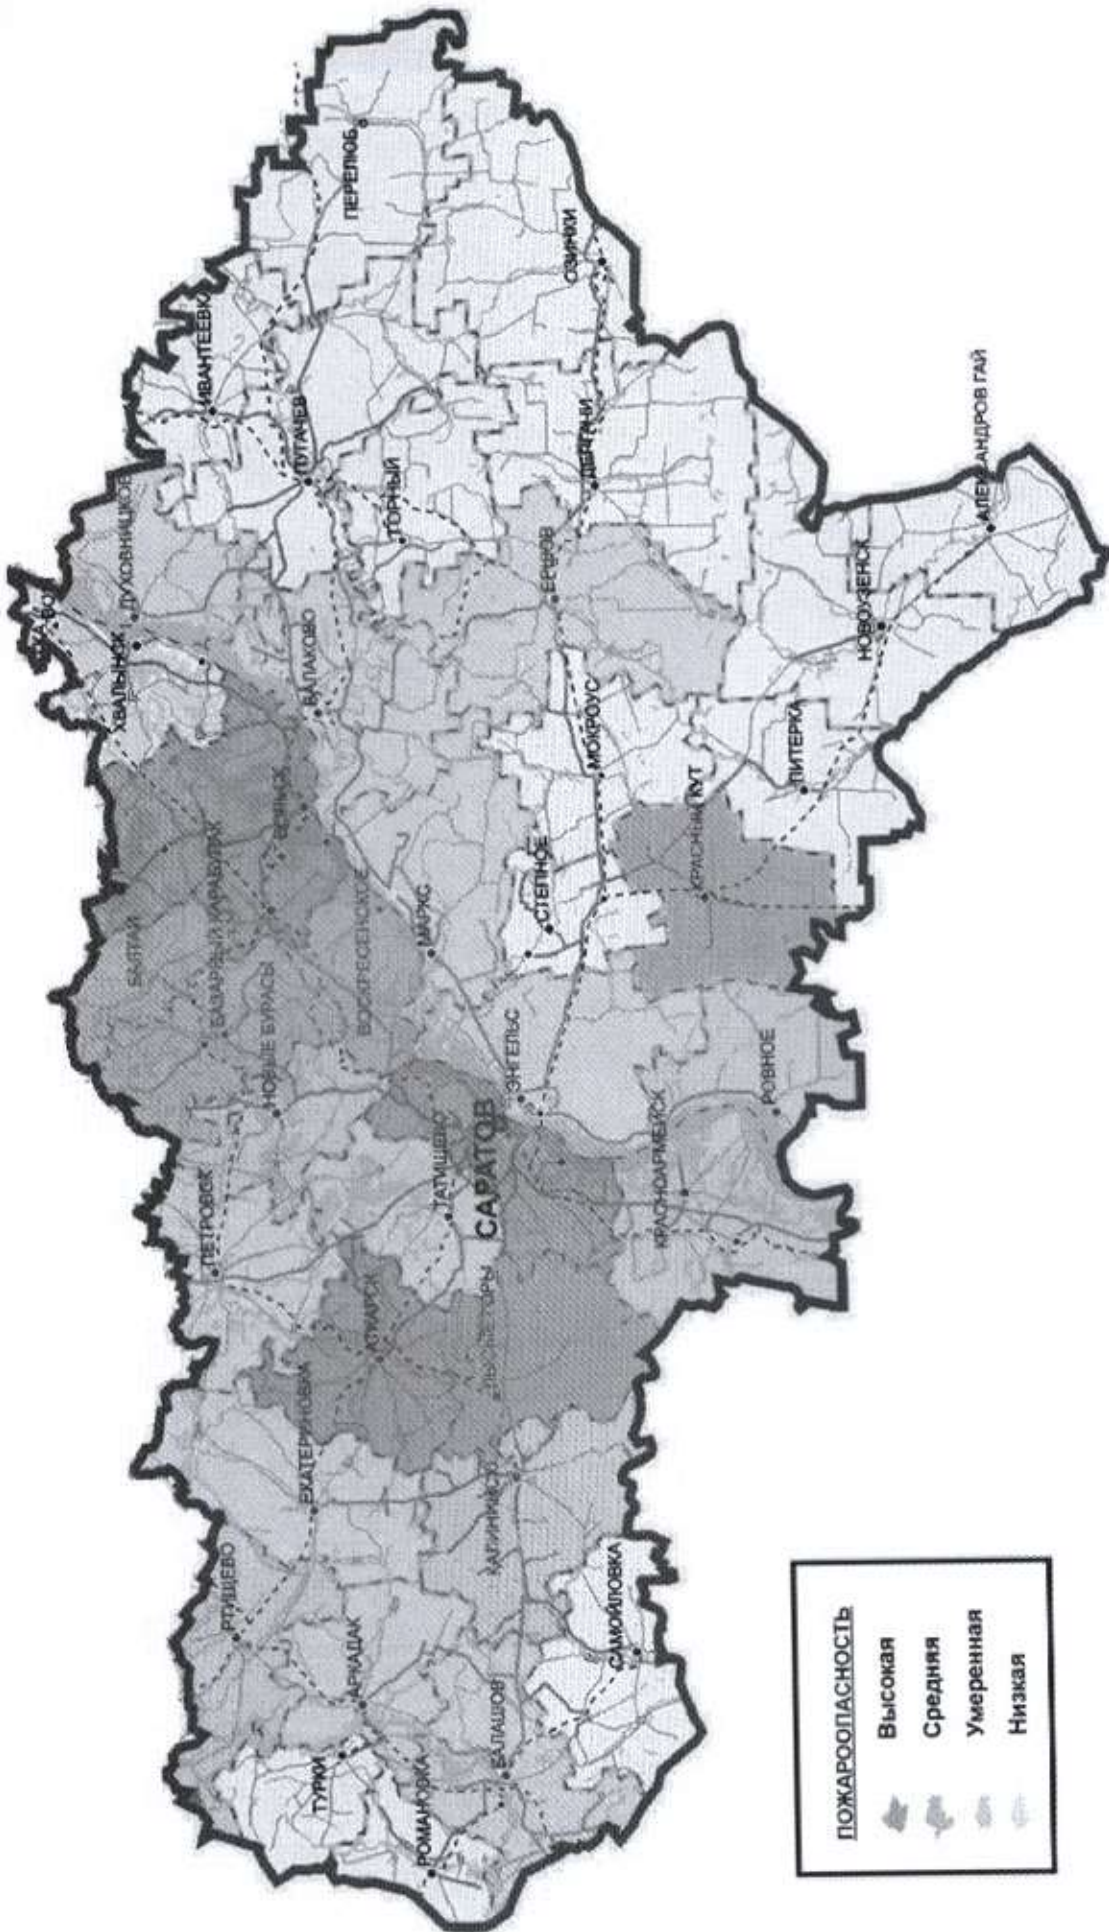 ПЕРЕЛЮБ
ОЗИНКИ
ИВАНТЕЕВКА
ПУГАЧЕВ
ГОРНЫЙ
ДЕРГАЧИ
АЛЕКСАНДРОВ ГАЙ
НОВОУЗЕНСК
ДУХОВНИЦКОЕ
ХВАЛЫНСК
БАЛАКОВО
ЕРШОВ
МОКРОУС
ПИТЕРКА
КРАСНЫЙ КУТ
СТЕПНОЕ
МАРКС
ВОЛЬСК
БАЛТАЙ
БАЗАРНЫЙ КАРАБУЛАК
ВОСКРЕСЕНСКОЕ
НОВЫЕ БУРАСЫ
ЭНГЕЛЬС
РОВНОЕ
КРАСНОАРМЕЙСК
САРАТОВ
ТАТИЩЕВО
ПЕТРОВСК
АТКАРСК
ЛЫСЫЕ ГОРЫ
ЕКАТЕРИНОВКА
КАЛИНИНСК
РТИЩЕВО
АРКАДАК
САМОЙЛОВКА
БАЛАШОВ
ТУРКИ
РОМАНОВКА
ПОЖАРООПАСНОСТЬ
Высокая
Средняя
Умеренная
Низкая